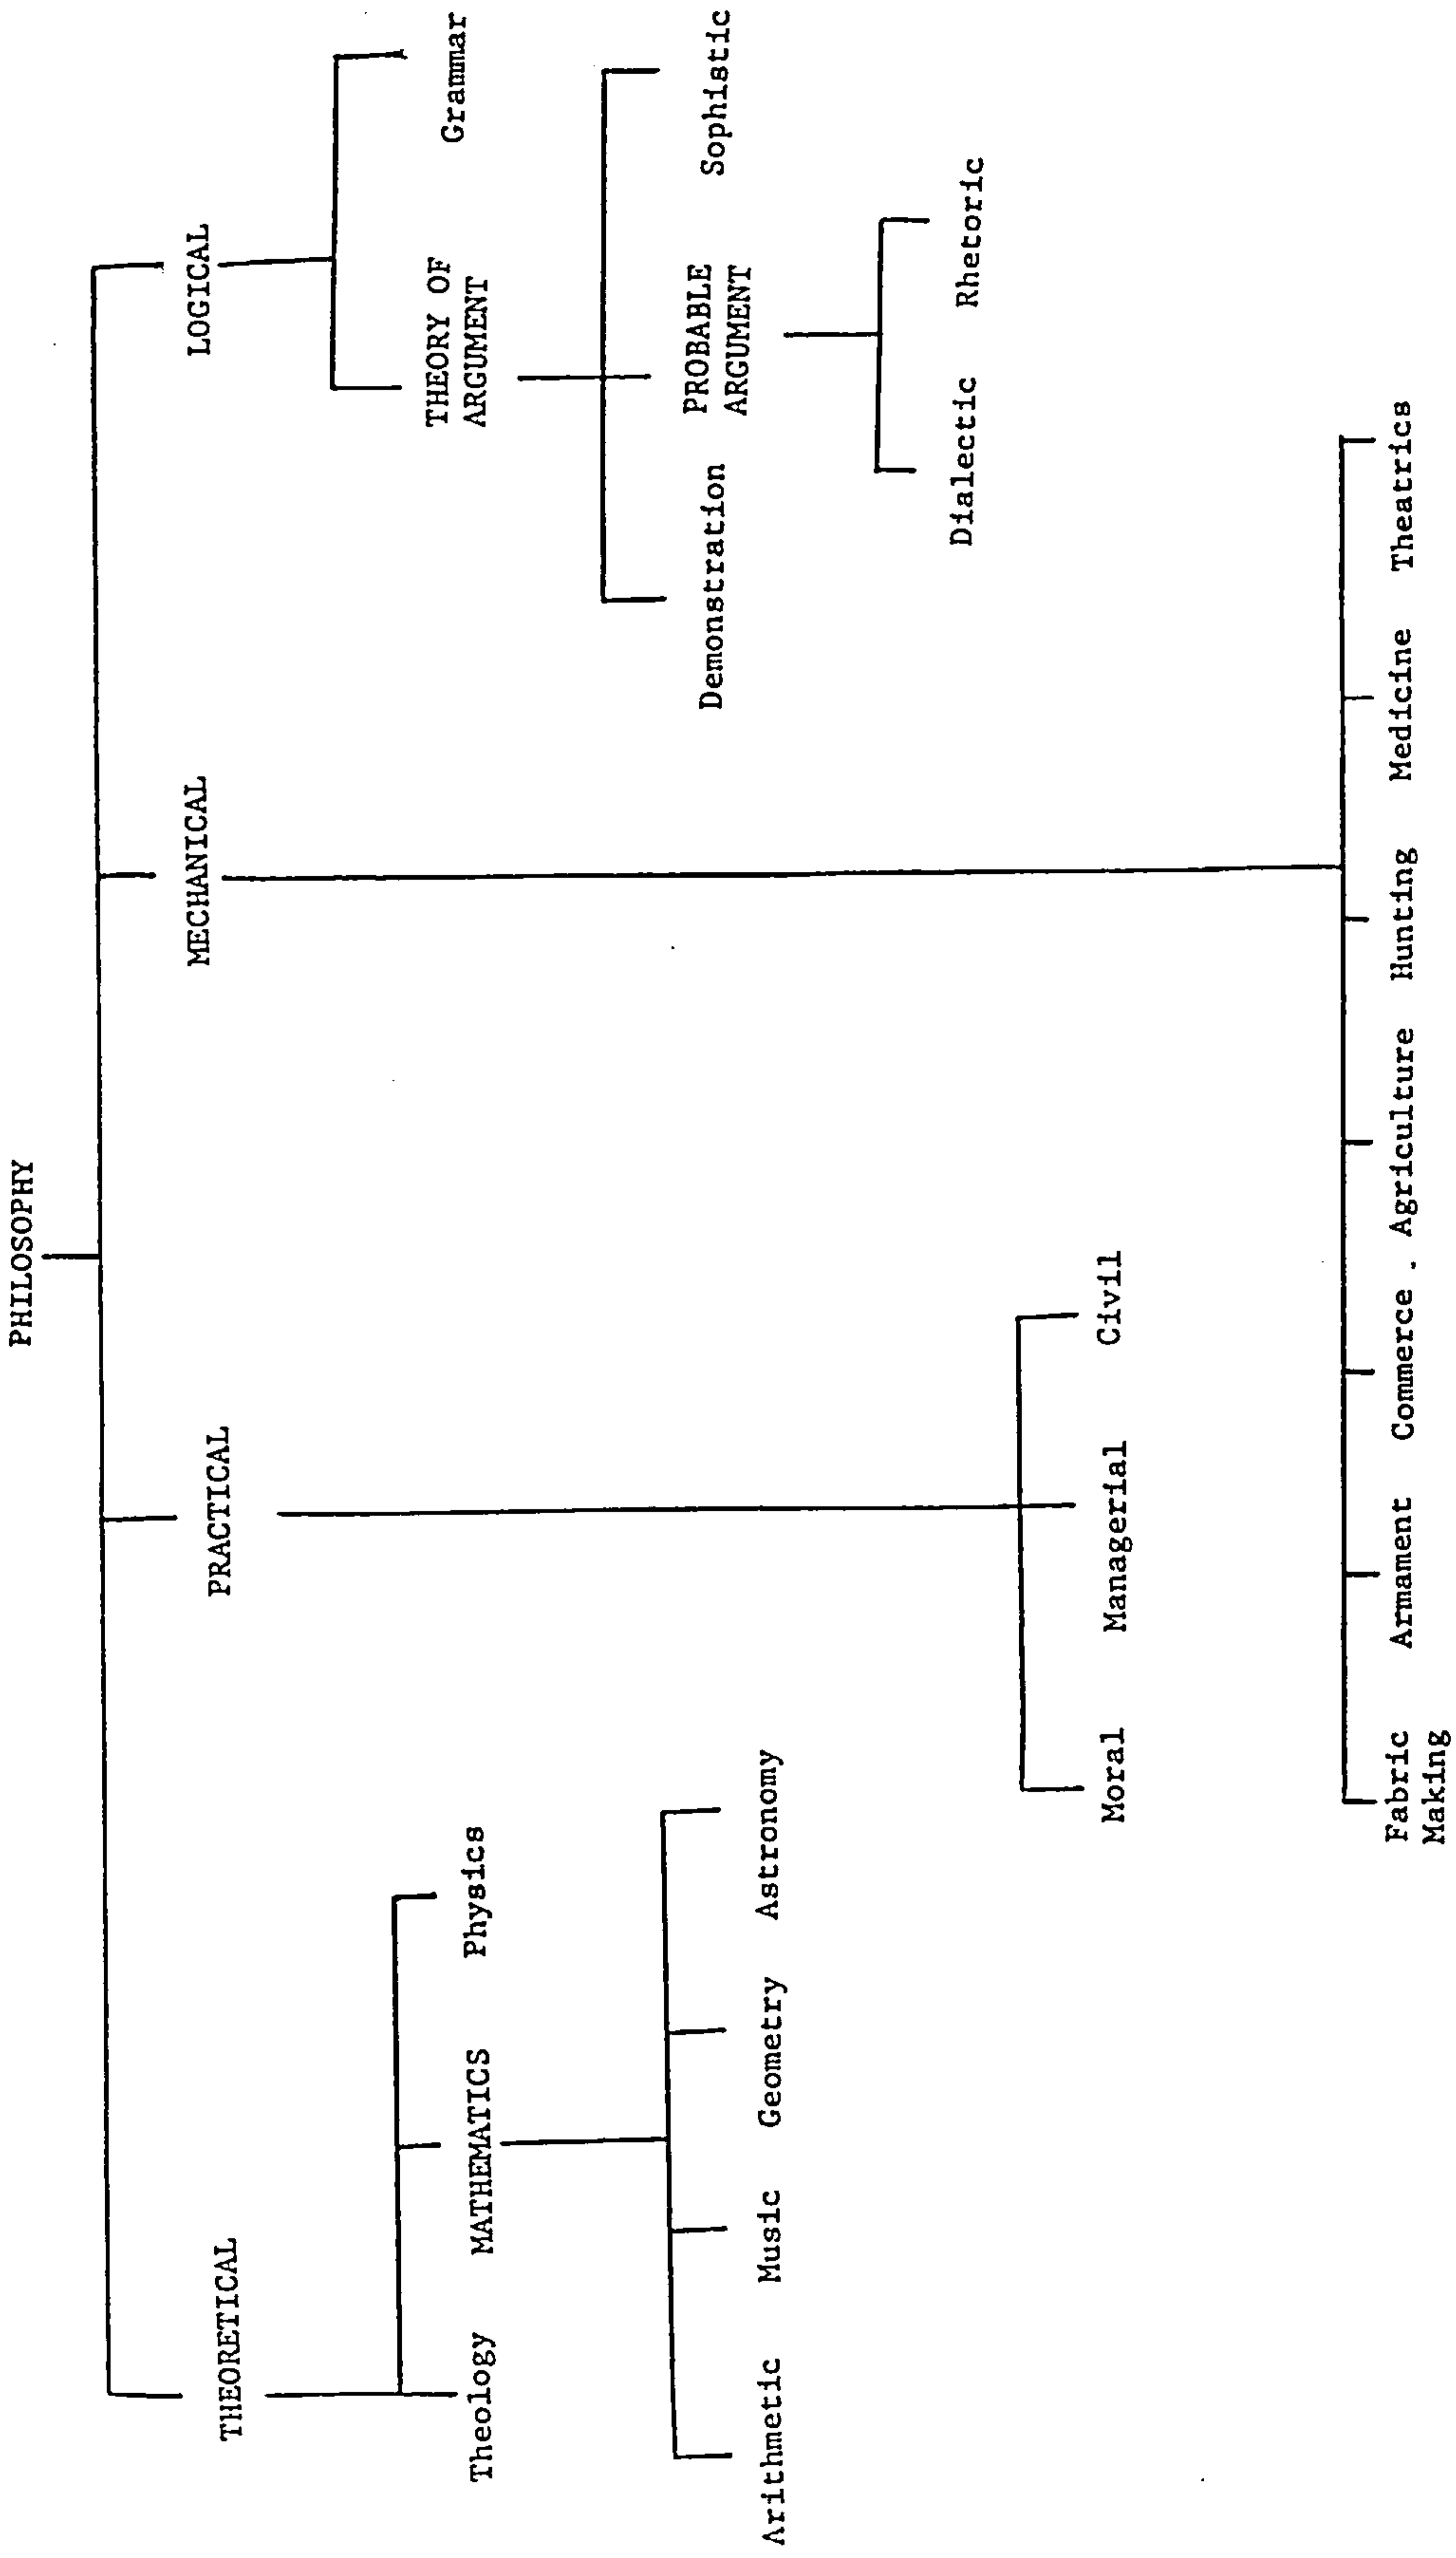 PHILOSOPHY
THEORETICAL PRACTICAL MECHANICAL LOGICAL
Theology MATHEMATICS Physics THEORY OF ARGUMENT Grammar
Arithmetic Music Geometry Astronomy Demonstration PROBABLE ARGUMENT Sophistic
Dialectic Rhetoric
Moral Managerial Civil
Fabric Making Armament Commerce . Agriculture Hunting Medicine Theatrics